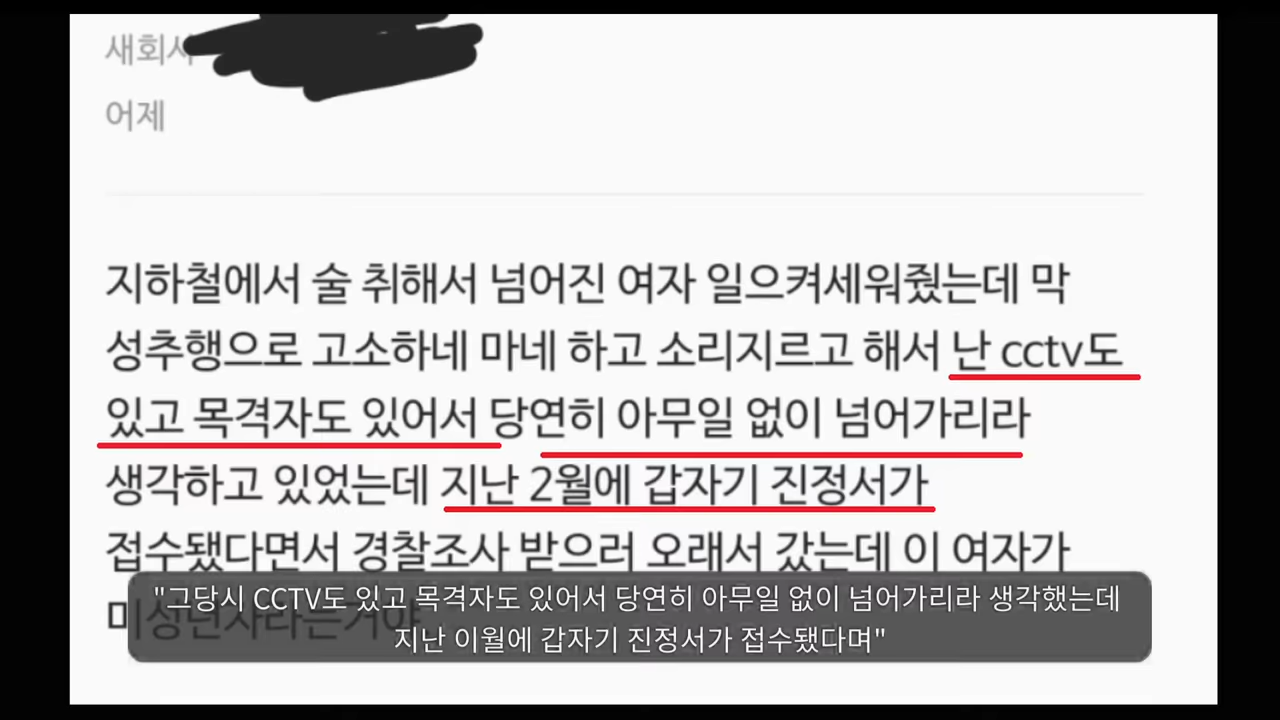 새회사
어제
지하철에서 술 취해서 넘어진 여자 일으켜세워줬는데 막
성추행으로 고소하네 마네 하고 소리지르고 해서 난 cctv도
있고 목격자도 있어서 당연히 아무일 없이 넘어가리라
생각하고 있었는데 지난 2월에 갑자기 진정서가
접수됐다면서 경찰조사 받으러 오래서 갔는데 이 여자가
미성년자라는거야
"그당시 CCTV도 있고 목격자도 있어서 당연히 아무일 없이 넘어가리라 생각했는데
지난 이월에 갑자기 진정서가 접수됐다며"